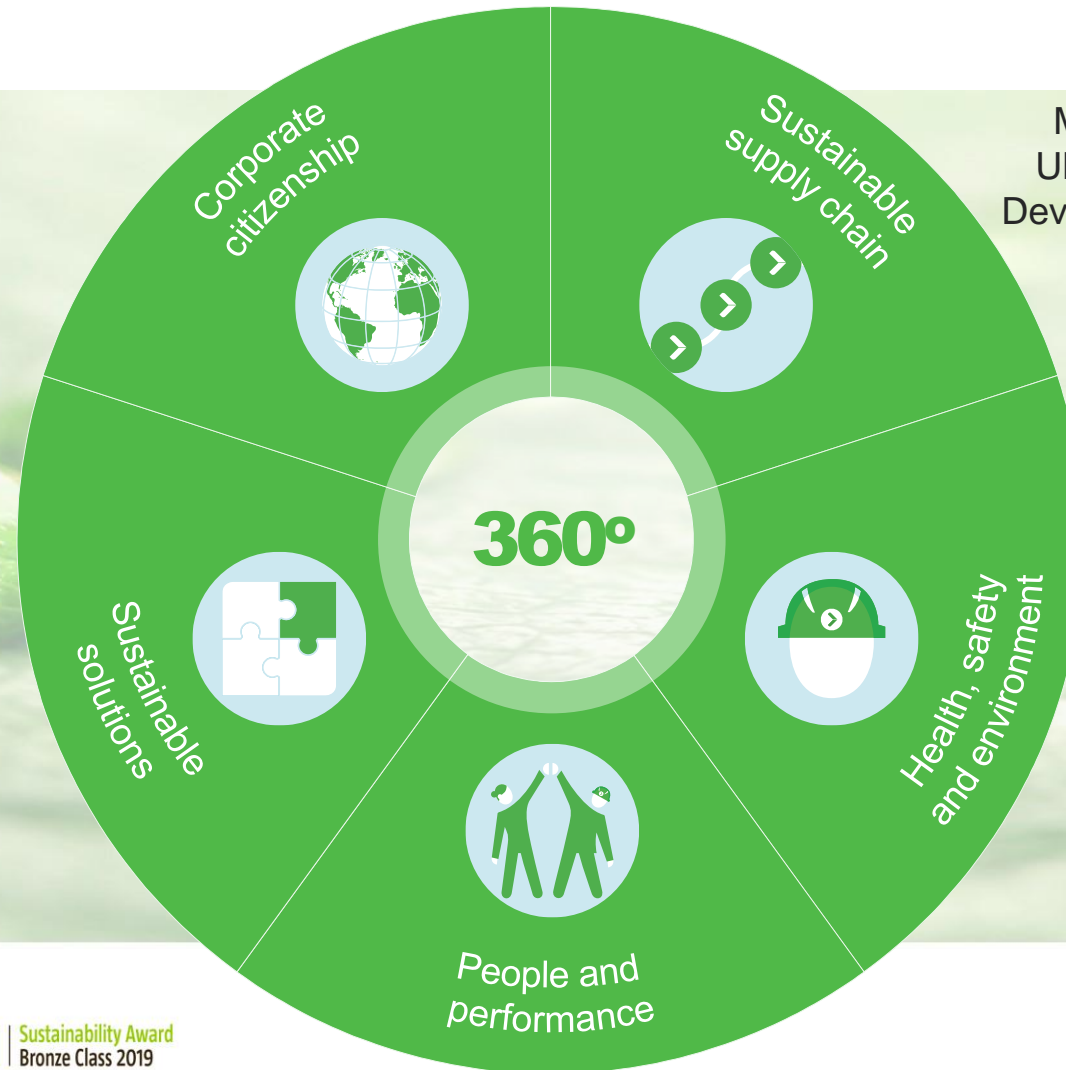 Corporate
citizenship
Sustainable
supply chain
360º
Sustainable
solutions
Health, safety
and environment
People and
performance
Sustainability Award
Bronze Class 2019